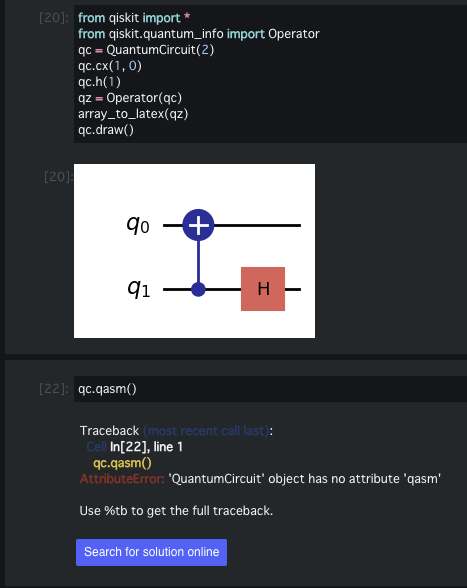 [20]:
from qiskit import *
from qiskit.quantum_info import Operator
qc = QuantumCircuit(2)
qc.cx(1, 0)
qc.h(1)
qz = Operator(qc)
array_to_latex(qz)
qc.draw()
[20]:
q0
q1 H
[22]:
qc.qasm()
Traceback (most recent call last):
Cell In[22], line 1
qc.qasm()
AttributeError: 'QuantumCircuit' object has no attribute 'qasm'
Use %tb to get the full traceback.
Search for solution online